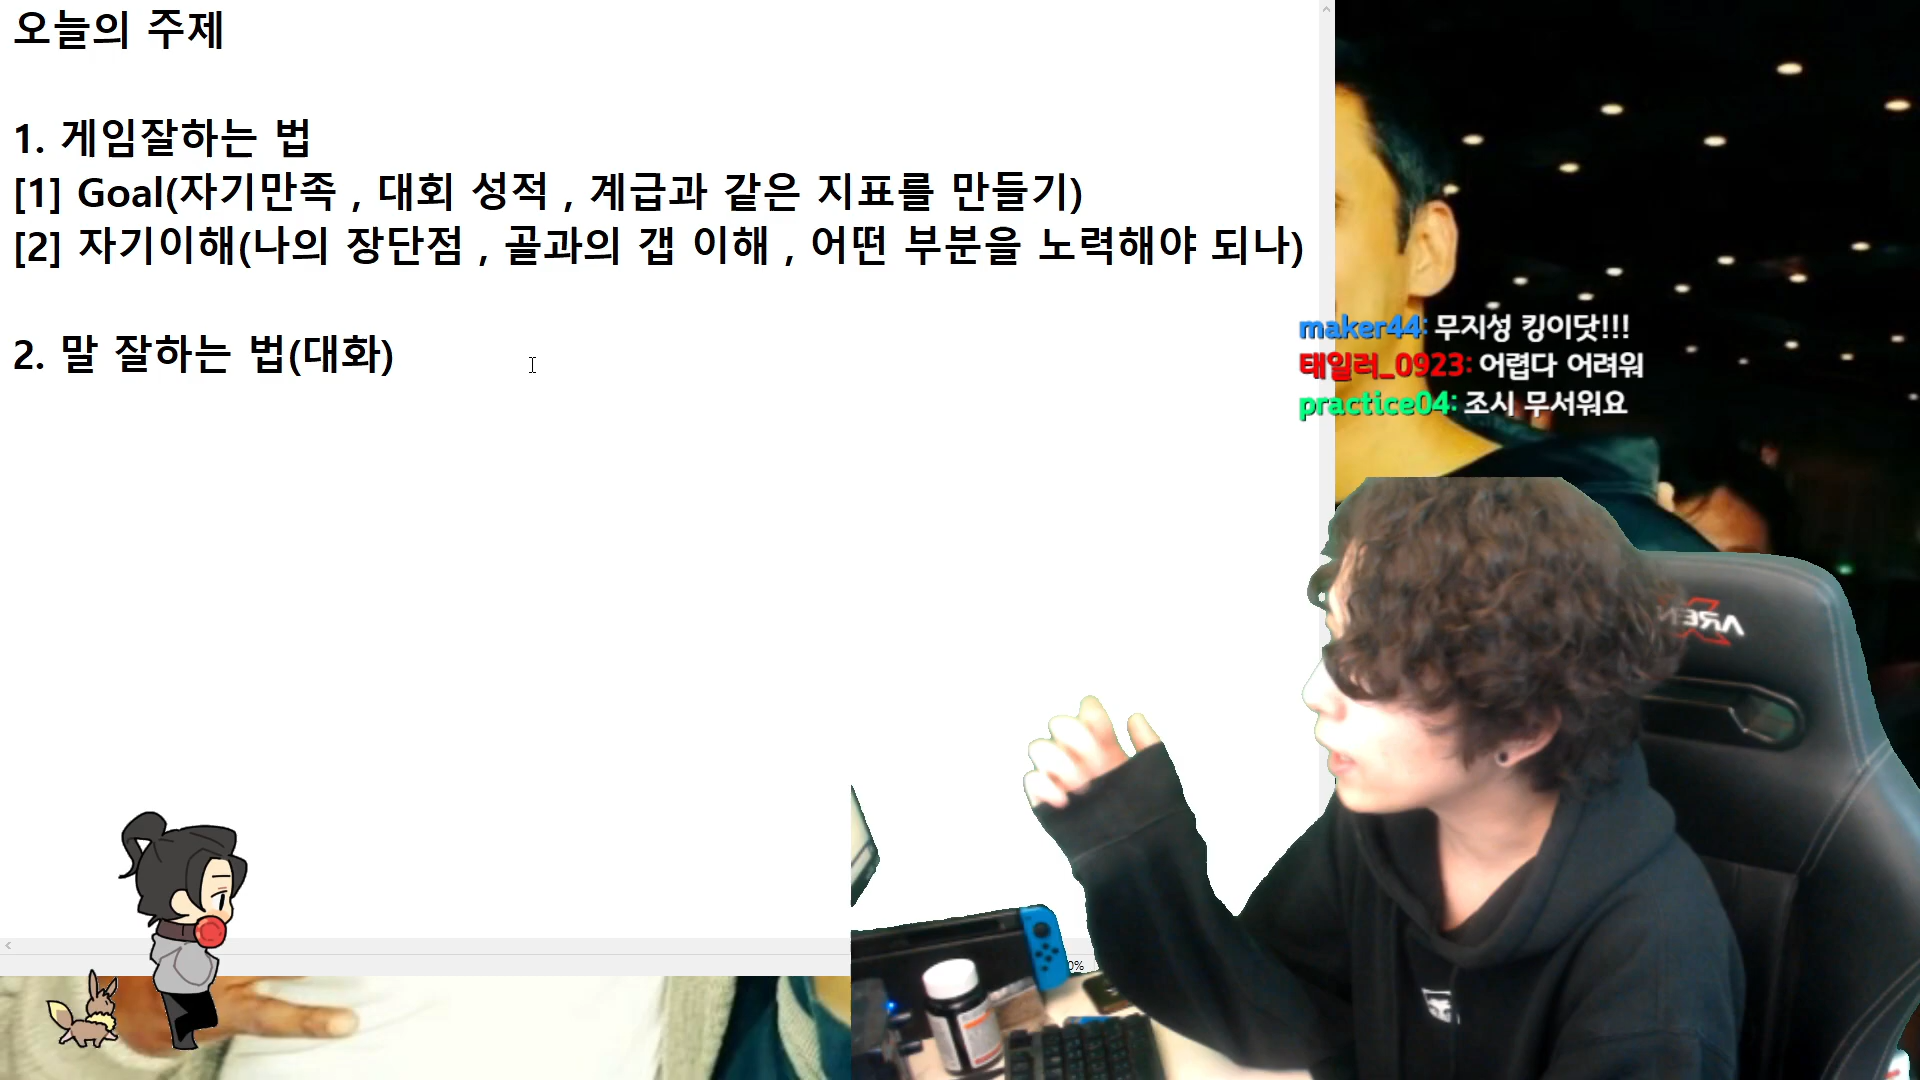 오늘의 주제
1. 게임잘하는 법
[1] Goal(자기만족 , 대회 성적 , 계급과 같은 지표를 만들기)
[2] 자기이해(나의 장단점 , 골과의 갭 이해 , 어떤 부분을 노력해야 되나)
2. 말 잘하는 법(대화)
maker44: 무지성 킹이닷!!!
태일러_0923: 어렵다 어려워
practice04: 조시 무서워요
0%